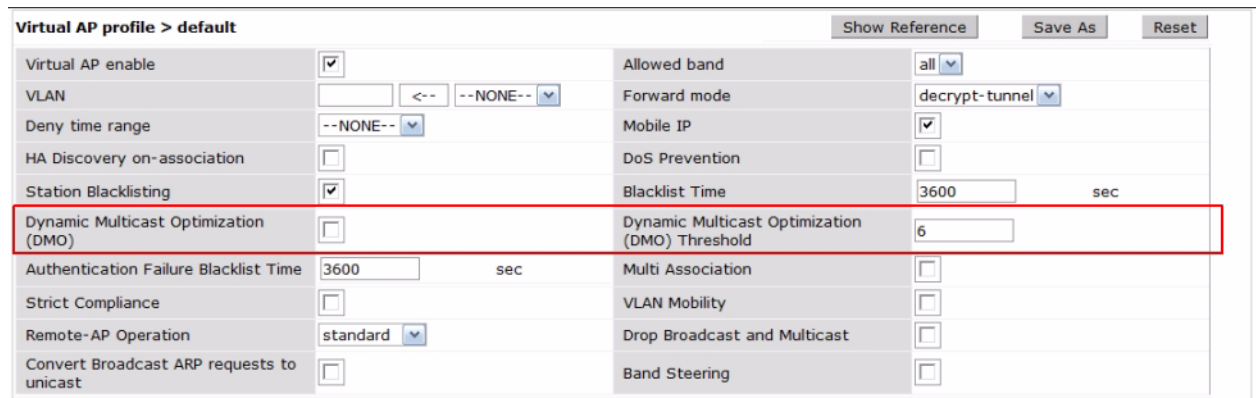 Virtual AP profile > default Show Reference Save As Reset
Virtual AP enable Allowed band all
VLAN <-- --NONE-- Forward mode decrypt-tunnel
Deny time range --NONE-- Mobile IP
HA Discovery on-association DoS Prevention
Station Blacklisting Blacklist Time 3600 sec
Dynamic Multicast Optimization (DMO) Dynamic Multicast Optimization (DMO) Threshold 6
Authentication Failure Blacklist Time 3600 sec Multi Association
Strict Compliance VLAN Mobility
Remote-AP Operation standard Drop Broadcast and Multicast
Convert Broadcast ARP requests to unicast Band Steering